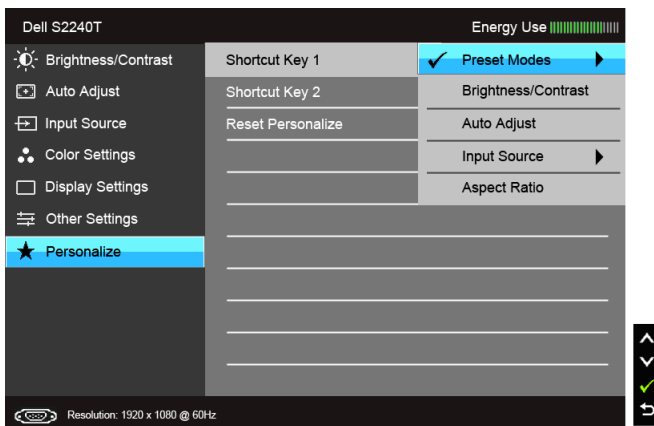 Dell S2240T
Energy Use
Brightness/Contrast
Auto Adjust
Input Source
Color Settings
Display Settings
Other Settings
Personalize
Shortcut Key 1
Shortcut Key 2
Reset Personalize
Preset Modes
Brightness/Contrast
Auto Adjust
Input Source
Aspect Ratio
Resolution: 1920 x 1080 @ 60Hz